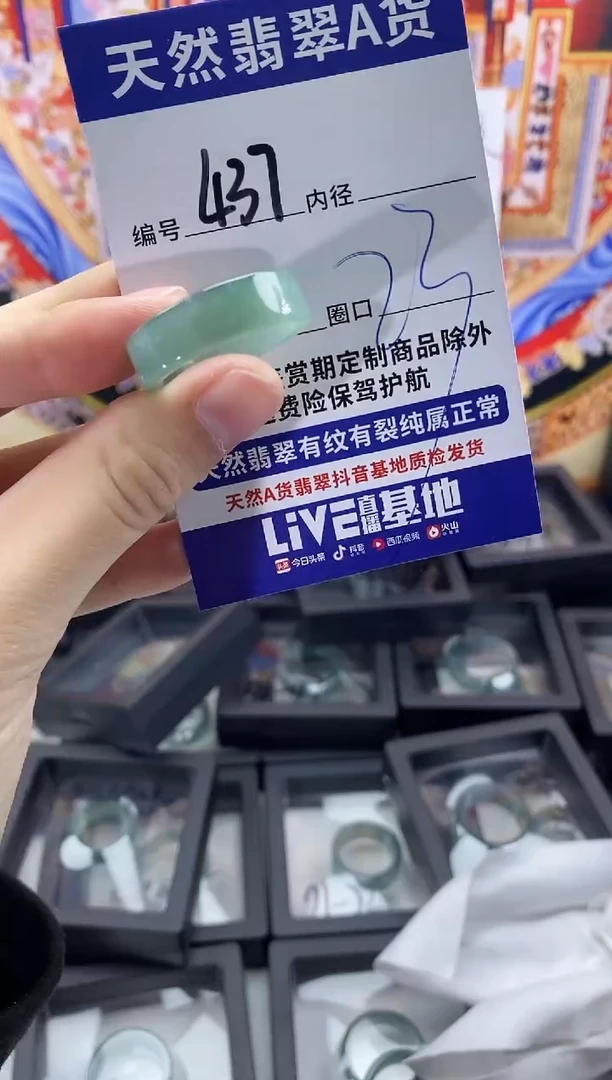 天然翡翠A货
编号 437 内径
圈口 23
赏期定制商品除外
费险保驾护航
天然翡翠有纹有裂纯属正常
天然A货翡翠抖音基地质检发货
LiVE直播基地
头条 今日头条 抖音 西瓜视频 火山